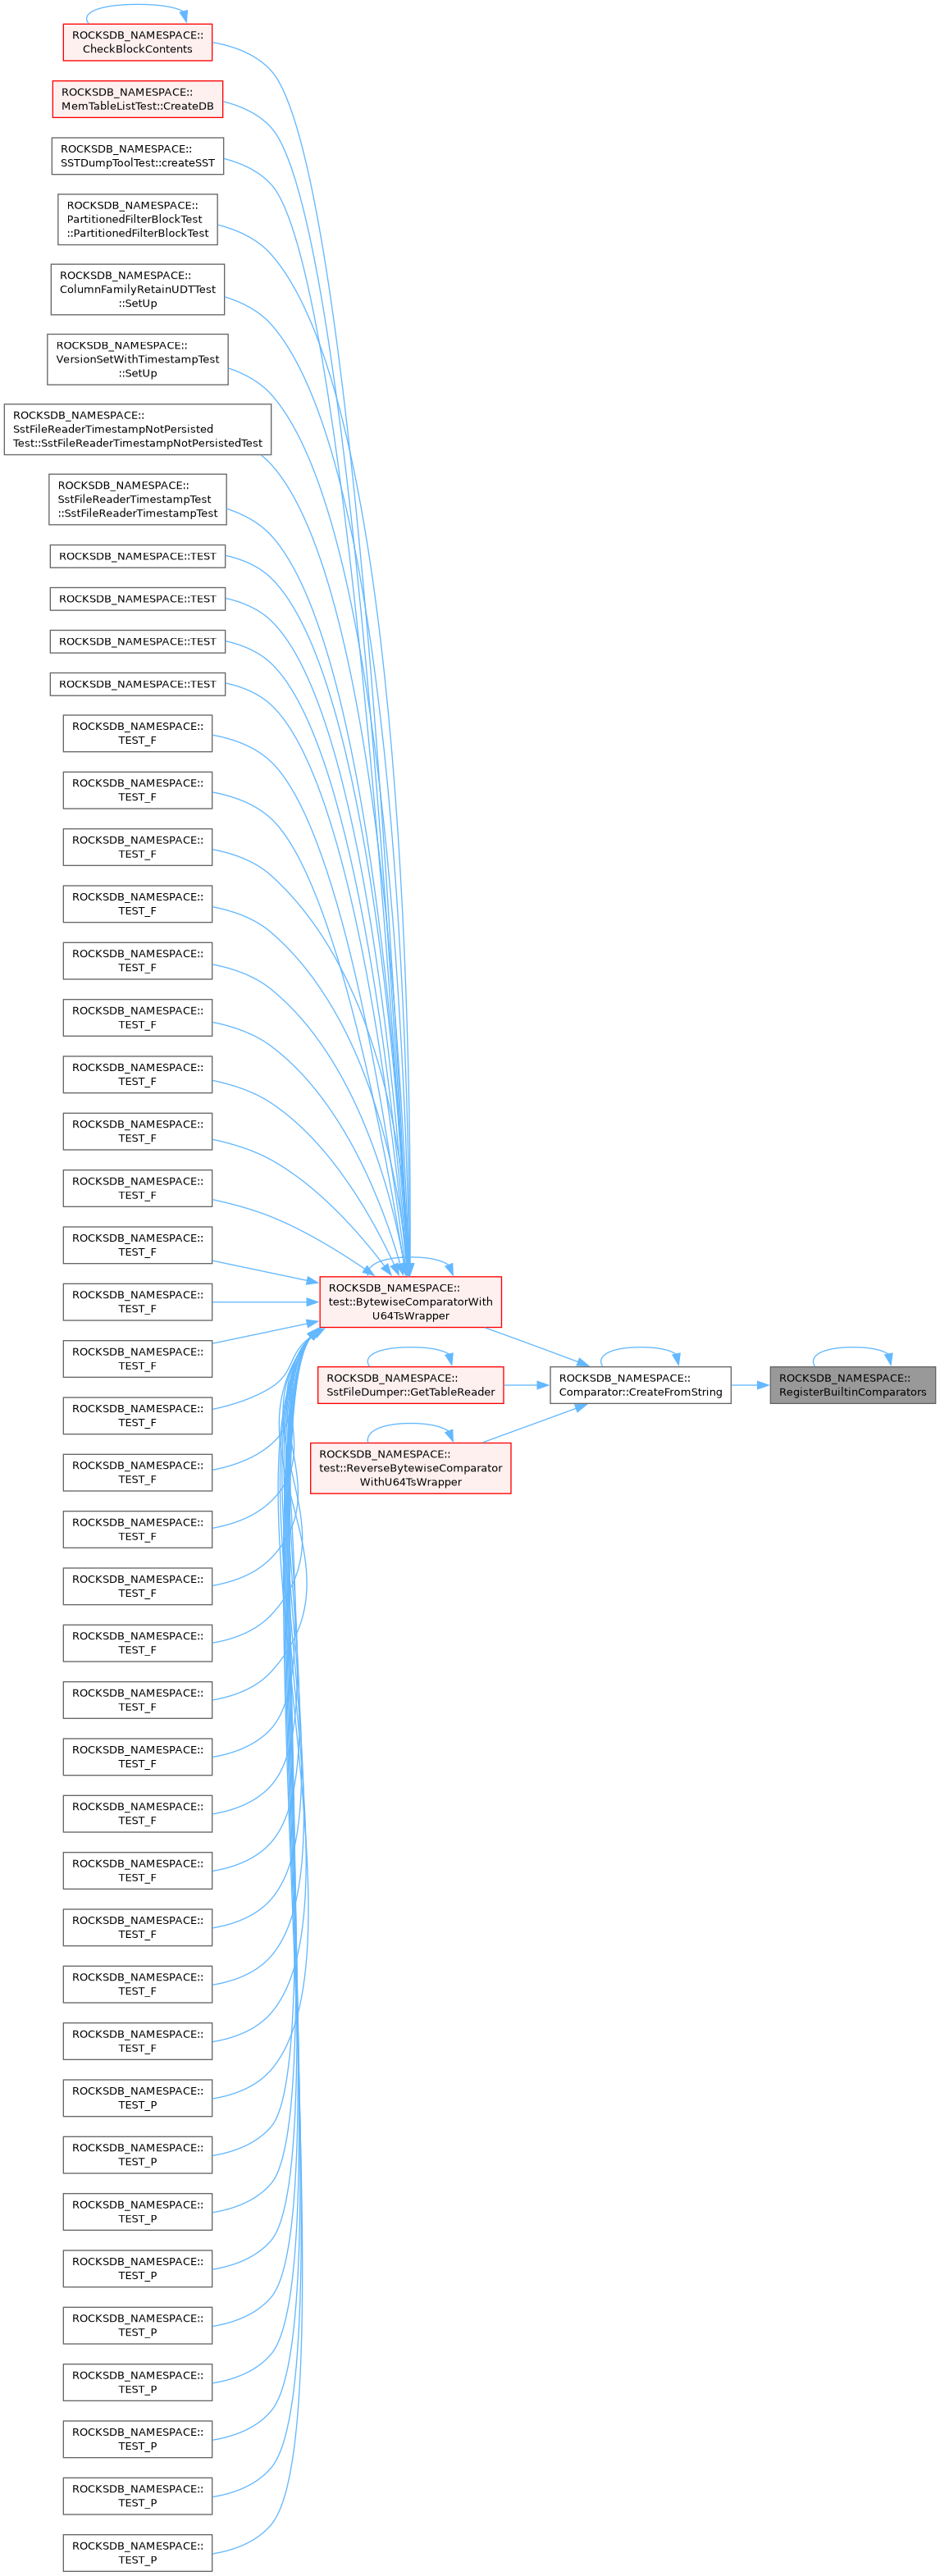 ROCKSDB_NAMESPACE::
CheckBlockContents
ROCKSDB_NAMESPACE::
MemTableListTest::CreateDB
ROCKSDB_NAMESPACE::
SSTDumpToolTest::createSST
ROCKSDB_NAMESPACE::
PartitionedFilterBlockTest
::PartitionedFilterBlockTest
ROCKSDB_NAMESPACE::
ColumnFamilyRetainUDTTest
::SetUp
ROCKSDB_NAMESPACE::
VersionSetWithTimestampTest
::SetUp
ROCKSDB_NAMESPACE::
SstFileReaderTimestampNotPersisted
Test::SstFileReaderTimestampNotPersistedTest
ROCKSDB_NAMESPACE::
SstFileReaderTimestampTest
::SstFileReaderTimestampTest
ROCKSDB_NAMESPACE::TEST
ROCKSDB_NAMESPACE::TEST
ROCKSDB_NAMESPACE::TEST
ROCKSDB_NAMESPACE::TEST
ROCKSDB_NAMESPACE::
TEST_F
ROCKSDB_NAMESPACE::
TEST_F
ROCKSDB_NAMESPACE::
TEST_F
ROCKSDB_NAMESPACE::
TEST_F
ROCKSDB_NAMESPACE::
TEST_F
ROCKSDB_NAMESPACE::
TEST_F
ROCKSDB_NAMESPACE::
TEST_F
ROCKSDB_NAMESPACE::
TEST_F
ROCKSDB_NAMESPACE::
TEST_F
ROCKSDB_NAMESPACE::
TEST_F
ROCKSDB_NAMESPACE::
TEST_F
ROCKSDB_NAMESPACE::
TEST_F
ROCKSDB_NAMESPACE::
TEST_F
ROCKSDB_NAMESPACE::
TEST_F
ROCKSDB_NAMESPACE::
TEST_F
ROCKSDB_NAMESPACE::
TEST_F
ROCKSDB_NAMESPACE::
TEST_F
ROCKSDB_NAMESPACE::
TEST_F
ROCKSDB_NAMESPACE::
TEST_F
ROCKSDB_NAMESPACE::
TEST_F
ROCKSDB_NAMESPACE::
TEST_F
ROCKSDB_NAMESPACE::
TEST_F
ROCKSDB_NAMESPACE::
TEST_F
ROCKSDB_NAMESPACE::
TEST_F
ROCKSDB_NAMESPACE::
TEST_P
ROCKSDB_NAMESPACE::
TEST_P
ROCKSDB_NAMESPACE::
TEST_P
ROCKSDB_NAMESPACE::
TEST_P
ROCKSDB_NAMESPACE::
TEST_P
ROCKSDB_NAMESPACE::
TEST_P
ROCKSDB_NAMESPACE::
TEST_P
ROCKSDB_NAMESPACE::
TEST_P
ROCKSDB_NAMESPACE::
TEST_P
ROCKSDB_NAMESPACE::
test::BytewiseComparatorWith
U64TsWrapper
ROCKSDB_NAMESPACE::
SstFileDumper::GetTableReader
ROCKSDB_NAMESPACE::
test::ReverseBytewiseComparator
WithU64TsWrapper
ROCKSDB_NAMESPACE::
Comparator::CreateFromString
ROCKSDB_NAMESPACE::
RegisterBuiltinComparators